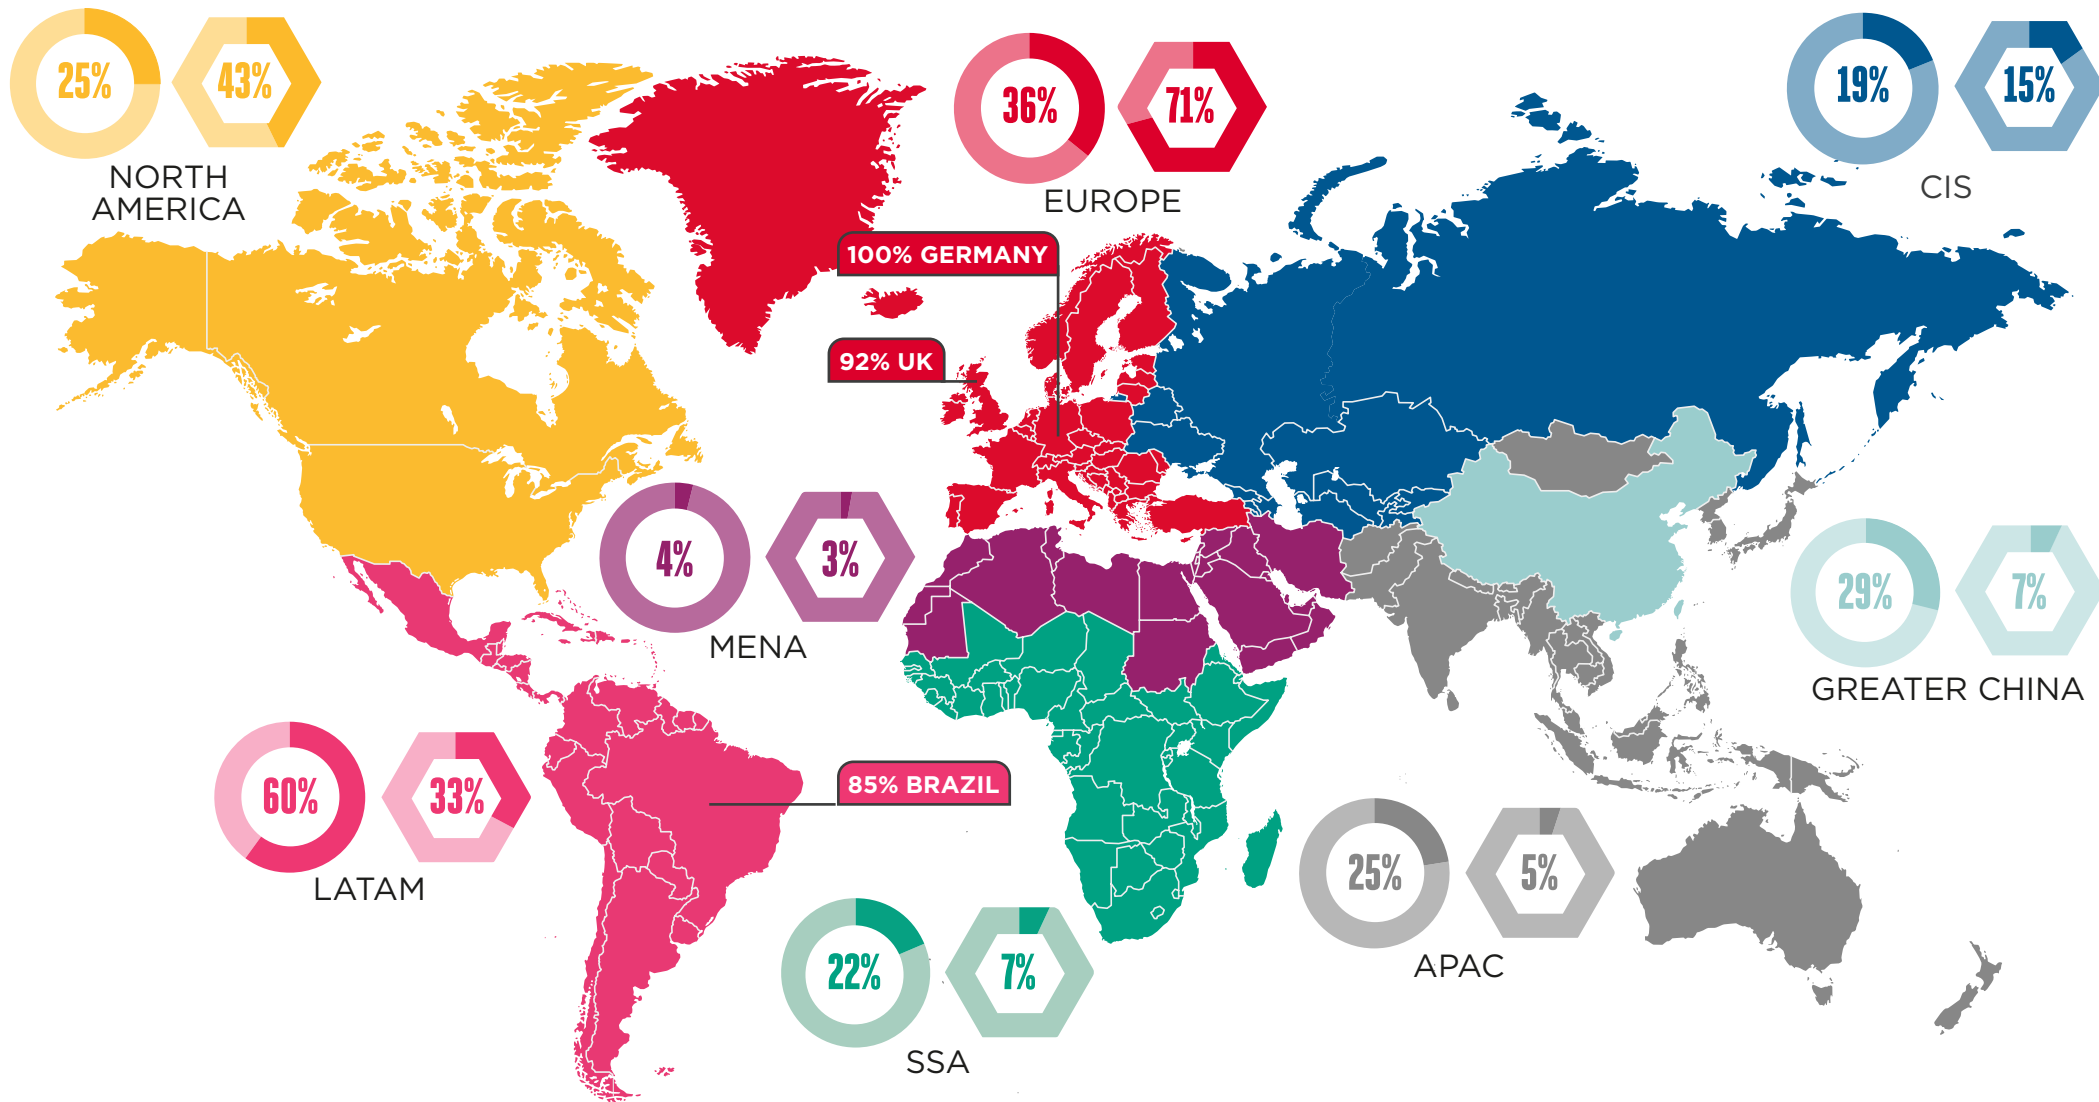 25%
43%
NORTH
AMERICA
36%
71%
EUROPE
19%
15%
CIS
100% GERMANY
92% UK
4%
3%
MENA
29%
7%
GREATER CHINA
60%
33%
LATAM
85% BRAZIL
25%
5%
APAC
22%
7%
SSA